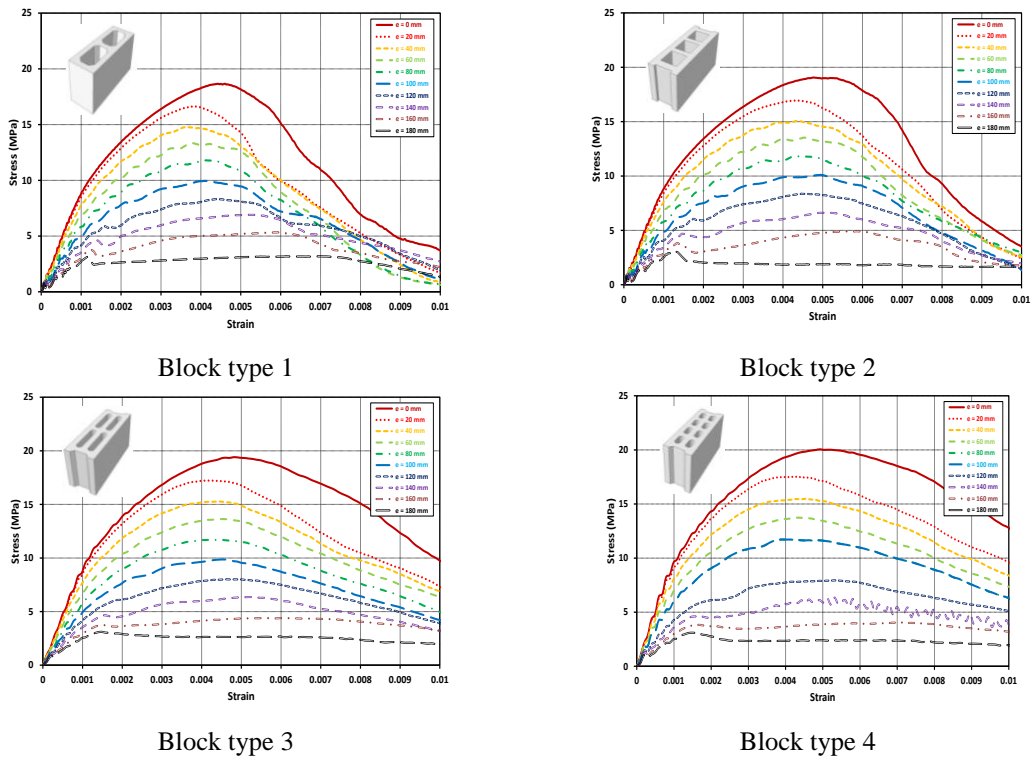 25
20
15
10
5
0
Stress (MPa)
0 0.001 0.002 0.003 0.004 0.005 0.006 0.007 0.008 0.009 0.01
Strain
e = 0 mm
e = 20 mm
e = 40 mm
e = 60 mm
e = 80 mm
e = 100 mm
e = 120 mm
e = 140 mm
e = 160 mm
e = 180 mm
Block type 1
25
20
15
10
5
0
Stress (MPa)
0 0.001 0.002 0.003 0.004 0.005 0.006 0.007 0.008 0.009 0.01
Strain
e = 0 mm
e = 20 mm
e = 40 mm
e = 60 mm
e = 80 mm
e = 100 mm
e = 120 mm
e = 140 mm
e = 160 mm
e = 180 mm
Block type 2
25
20
15
10
5
0
Stress (MPa)
0 0.001 0.002 0.003 0.004 0.005 0.006 0.007 0.008 0.009 0.01
Strain
e = 0 mm
e = 20 mm
e = 40 mm
e = 60 mm
e = 80 mm
e = 100 mm
e = 120 mm
e = 140 mm
e = 160 mm
e = 180 mm
Block type 3
25
20
15
10
5
0
Stress (MPa)
0 0.001 0.002 0.003 0.004 0.005 0.006 0.007 0.008 0.009 0.01
Strain
e = 0 mm
e = 20 mm
e = 40 mm
e = 60 mm
e = 80 mm
e = 100 mm
e = 120 mm
e = 140 mm
e = 160 mm
e = 180 mm
Block type 4